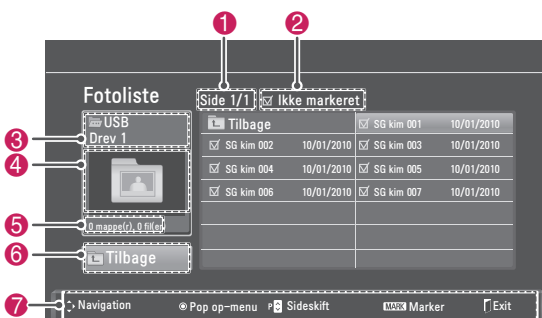 1
2
Fotoliste
Side 1/1 Ikke markeret
3
USB
Drev 1
Tilbage
SG kim 001 10/01/2010
SG kim 002 10/01/2010
SG kim 003 10/01/2010
4
SG kim 004 10/01/2010
SG kim 005 10/01/2010
SG kim 006 10/01/2010
SG kim 007 10/01/2010
5
0 mappe(r), 0 fil(er
6
Tilbage
7
Navigation Pop op-menu P Sideskift MARK Marker Exit